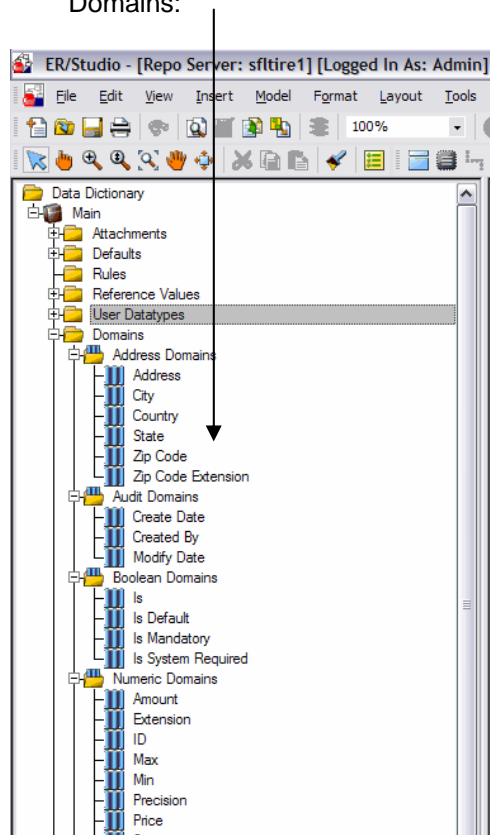 Domains:
ER/Studio - [Repo Server: sfltire1] [Logged In As: Admin]
File Edit View Insert Model Format Layout Tools
100%
Data Dictionary
Main
Attachments
Defaults
Rules
Reference Values
User Datatypes
Domains
Address Domains
Address
City
Country
State
Zip Code
Zip Code Extension
Audit Domains
Create Date
Created By
Modify Date
Boolean Domains
Is
Is Default
Is Mandatory
Is System Required
Numeric Domains
Amount
Extension
ID
Max
Min
Precision
Price